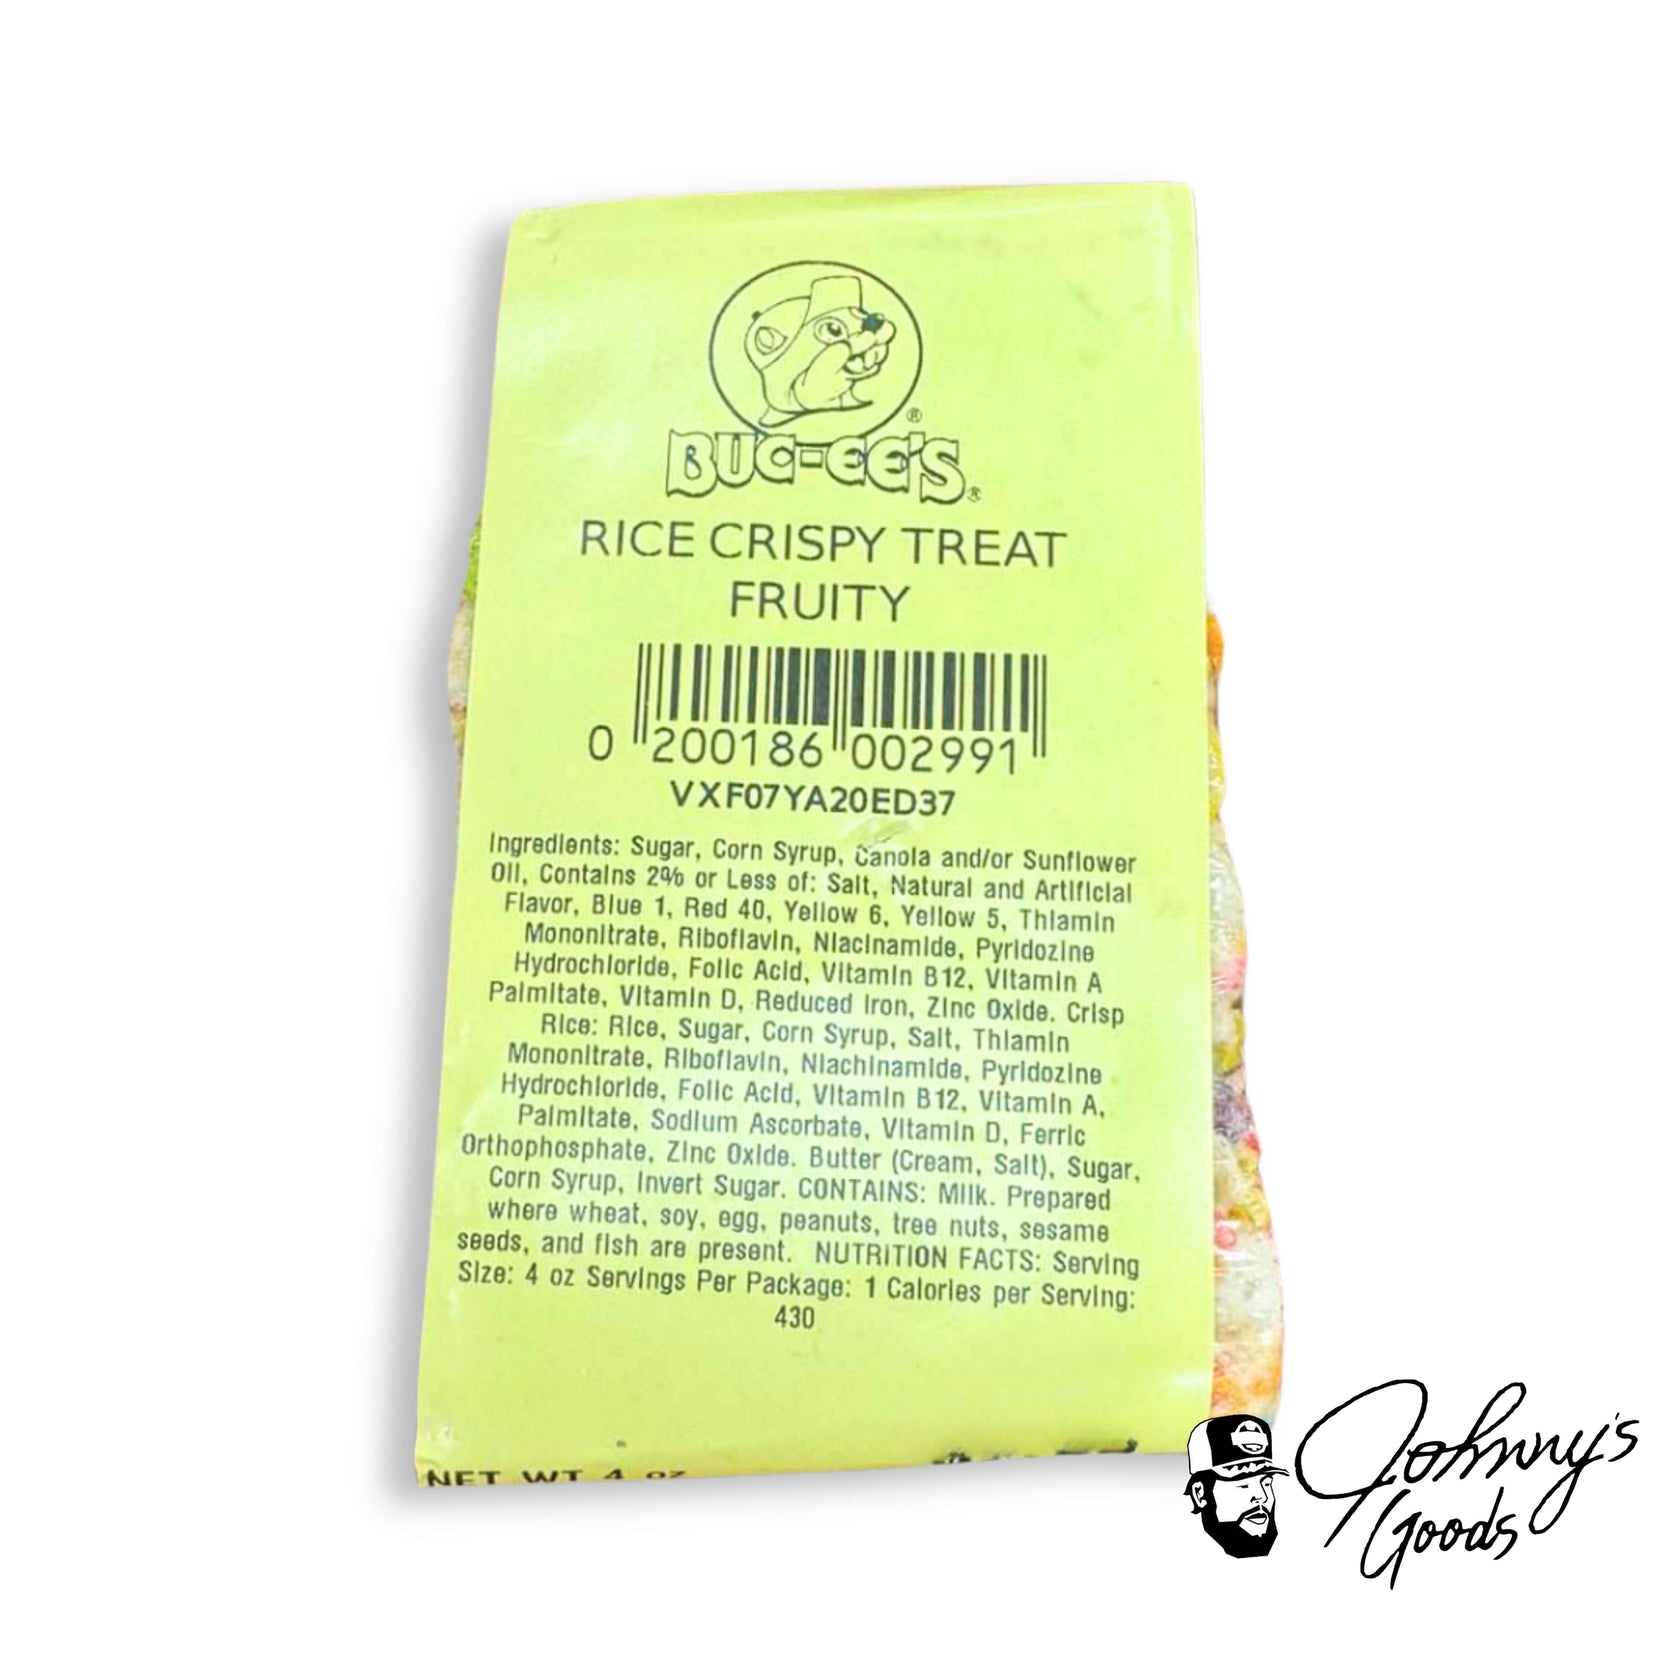 BUC-EE'S
RICE CRISPY TREAT
FRUITY
0 200186 002991
VXF07YA20ED37
Ingredients: Sugar, Corn Syrup, Canola and/or Sunflower
Oil, Contains 2% or Less of: Salt, Natural and Artificial
Flavor, Blue 1, Red 40, Yellow 6, Yellow 5, Thiamin
Mononitrate, Riboflavin, Niacinamide, Pyridozine
Hydrochloride, Folic Acid, Vitamin B12, Vitamin A
Palmitate, Vitamin D, Reduced Iron, Zinc Oxide. Crisp
Rice: Rice, Sugar, Corn Syrup, Salt, Thiamin
Mononitrate, Riboflavin, Niachinamide, Pyridozine
Hydrochloride, Folic Acid, Vitamin B12, Vitamin A,
Palmitate, Sodium Ascorbate, Vitamin D, Ferric
Orthophosphate, Zinc Oxide. Butter (Cream, Salt), Sugar,
Corn Syrup, Invert Sugar. CONTAINS: Milk. Prepared
where wheat, soy, egg, peanuts, tree nuts, sesame
seeds, and fish are present. NUTRITION FACTS: Serving
Size: 4 oz Servings Per Package: 1 Calories per Serving:
430
NET WT 4 oz
Johnny's
Goods